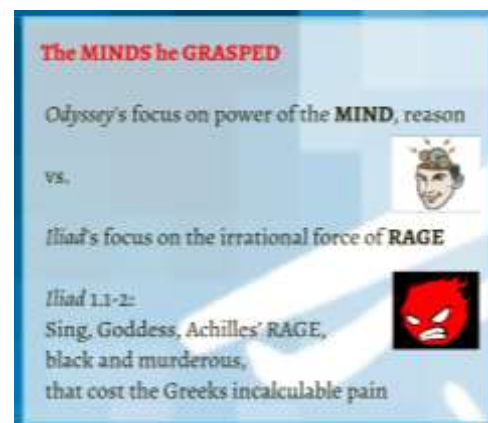 The MINDS he GRASPED
Odyssey's focus on power of the MIND, reason
vs.
Iliad's focus on the irrational force of RAGE
Iliad 1.1-2:
Sing, Goddess, Achilles' RAGE,
black and murderous,
that cost the Greeks incalculable pain